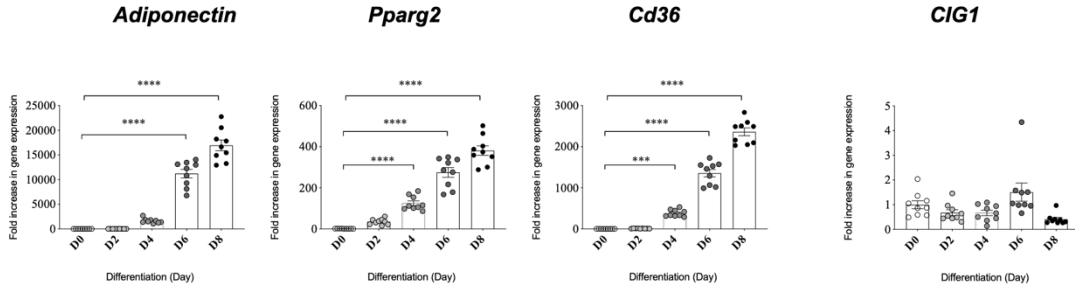 Adiponectin
Fold increase in gene expression
25000
20000
15000
10000
5000
0
****
****
D0 D2 D4 D6 D8
Differentiation (Day)
Pparg2
Fold increase in gene expression
600
400
200
0
****
****
****
D0 D2 D4 D6 D8
Differentiation (Day)
Cd36
Fold increase in gene expression
3000
2000
1000
0
****
****
***
D0 D2 D4 D6 D8
Differentiation (Day)
CIG1
Fold increase in gene expression
5
4
3
2
1
0
D0 D2 D4 D6 D8
Differentiation (Day)